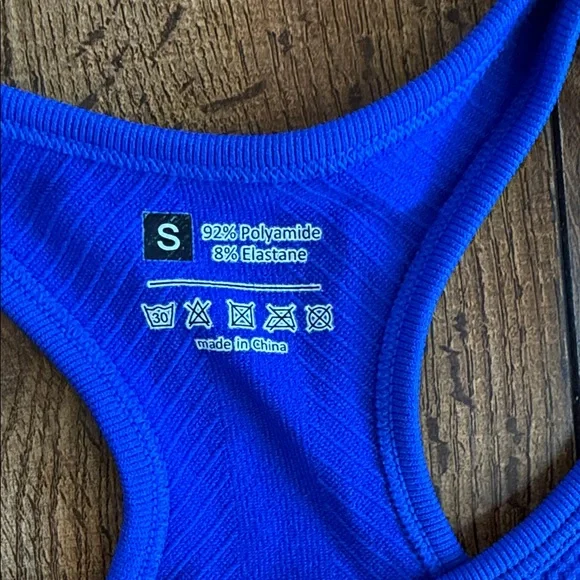 S
92% Polyamide
8% Elastane
30
made in China